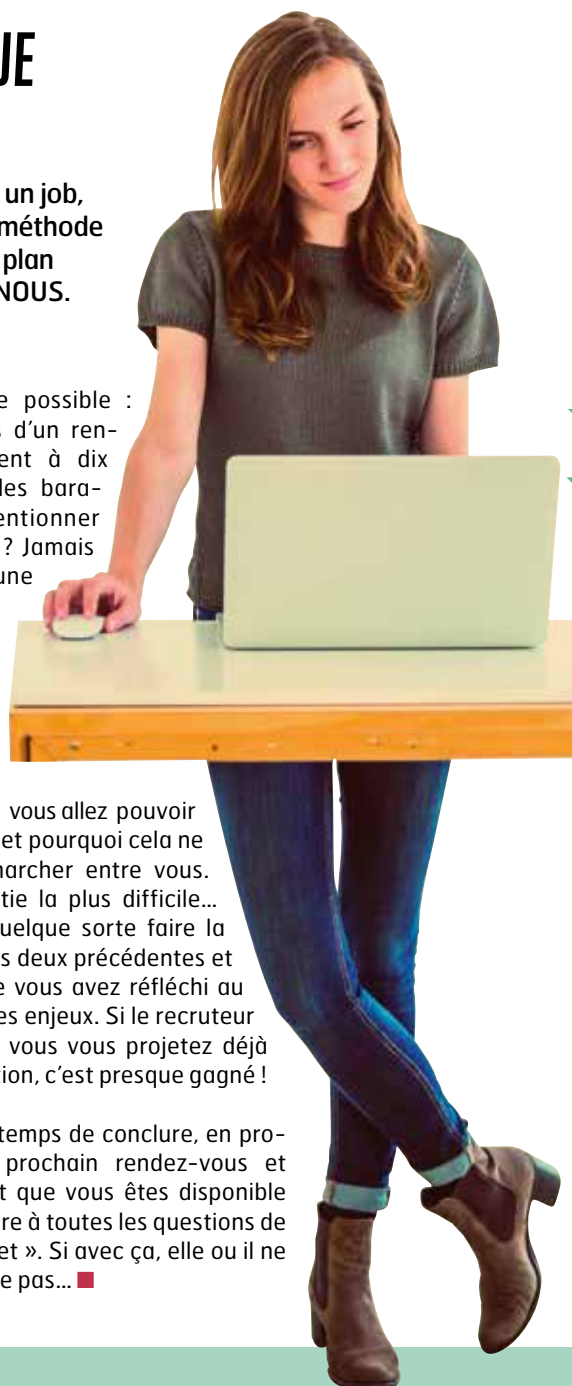 UE
un job,
méthode
plan
NOUS.
e possible :
s d'un ren-
ent à dix
les bara-
entionner
? Jamais
une
vous allez pouvoir
et pourquoi cela ne
marcher entre vous.
tie la plus difficile...
uelque sorte faire la
s deux précédentes et
e vous avez réfléchi au
es enjeux. Si le recruteur
vous vous projetez déjà
tion, c'est presque gagné !
temps de conclure, en pro-
prochain rendez-vous et
t que vous êtes disponible
re à toutes les questions de
et ». Si avec ça, elle ou il ne
e pas...